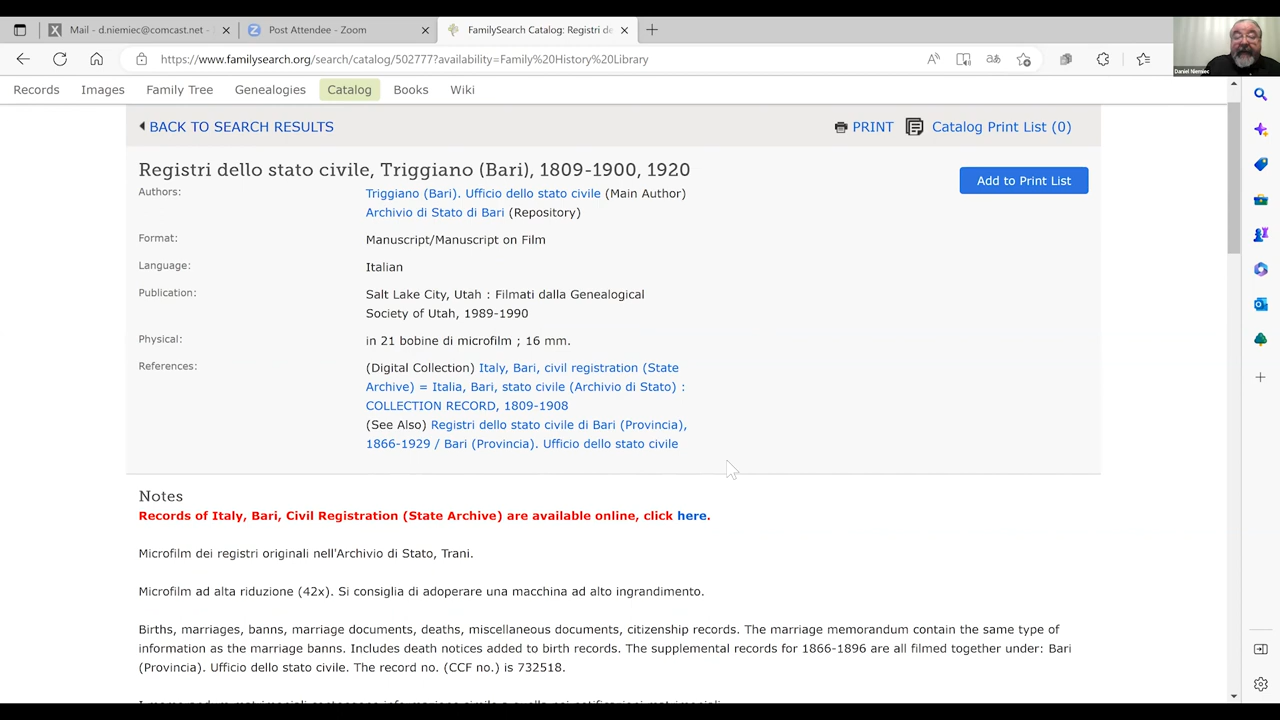 Mail - d.niemiec@comcast.net -
Post Attendee - Zoom
FamilySearch Catalog: Registri de
https://www.familysearch.org/search/catalog/502777?availability=Family%20History%20Library
Daniel Niemiec
Records Images Family Tree Genealogies Catalog Books Wiki
BACK TO SEARCH RESULTS PRINT Catalog Print List (0)
Registri dello stato civile, Triggiano (Bari), 1809-1900, 1920
Add to Print List
Authors: Triggiano (Bari). Ufficio dello stato civile (Main Author)
Archivio di Stato di Bari (Repository)
Format: Manuscript/Manuscript on Film
Language: Italian
Publication: Salt Lake City, Utah : Filmati dalla Genealogical
Society of Utah, 1989-1990
Physical: in 21 bobine di microfilm ; 16 mm.
References: (Digital Collection) Italy, Bari, civil registration (State
Archive) = Italia, Bari, stato civile (Archivio di Stato) :
COLLECTION RECORD, 1809-1908
(See Also) Registri dello stato civile di Bari (Provincia),
1866-1929 / Bari (Provincia). Ufficio dello stato civile
Notes
Records of Italy, Bari, Civil Registration (State Archive) are available online, click here.
Microfilm dei registri originali nell'Archivio di Stato, Trani.
Microfilm ad alta riduzione (42x). Si consiglia di adoperare una macchina ad alto ingrandimento.
Births, marriages, banns, marriage documents, deaths, miscellaneous documents, citizenship records. The marriage memorandum contain the same type of
information as the marriage banns. Includes death notices added to birth records. The supplemental records for 1866-1896 are all filmed together under: Bari
(Provincia). Ufficio dello stato civile. The record no. (CCF no.) is 732518.